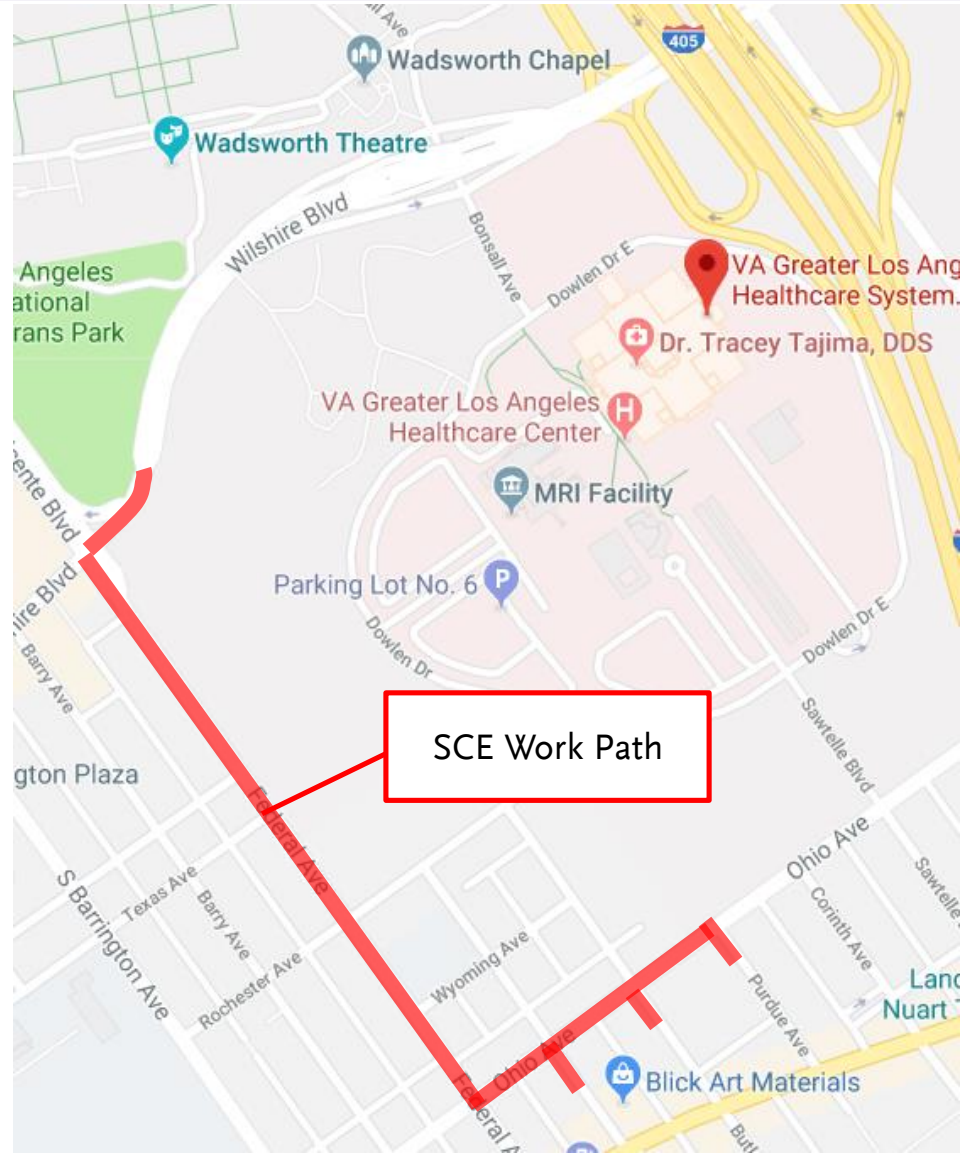 405
Wadsworth Chapel
Wadsworth Theatre
Wilshire Blvd
Bonsall Ave
Dowlen Dr E
Angeles
ational
rans Park
VA Greater Los Ang
Healthcare System.
Dr. Tracey Tajima, DDS
VA Greater Los Angeles
Healthcare Center
H
MRI Facility
cente Blvd
Parking Lot No. 6
P
hire Blvd
Dowlen Dr
Dowlen Dr E
Barry Ave
SCE Work Path
Sawtelle Blvd
gton Plaza
Federal Ave
Ohio Ave
S Barrington Ave
Texas Ave
Barry Ave
Corinth Ave
Sawtelle
Rochester Ave
Wyoming Ave
Purdue Ave
Land
Nuart
Ohio Ave
Federal A
Blick Art Materials
Butl